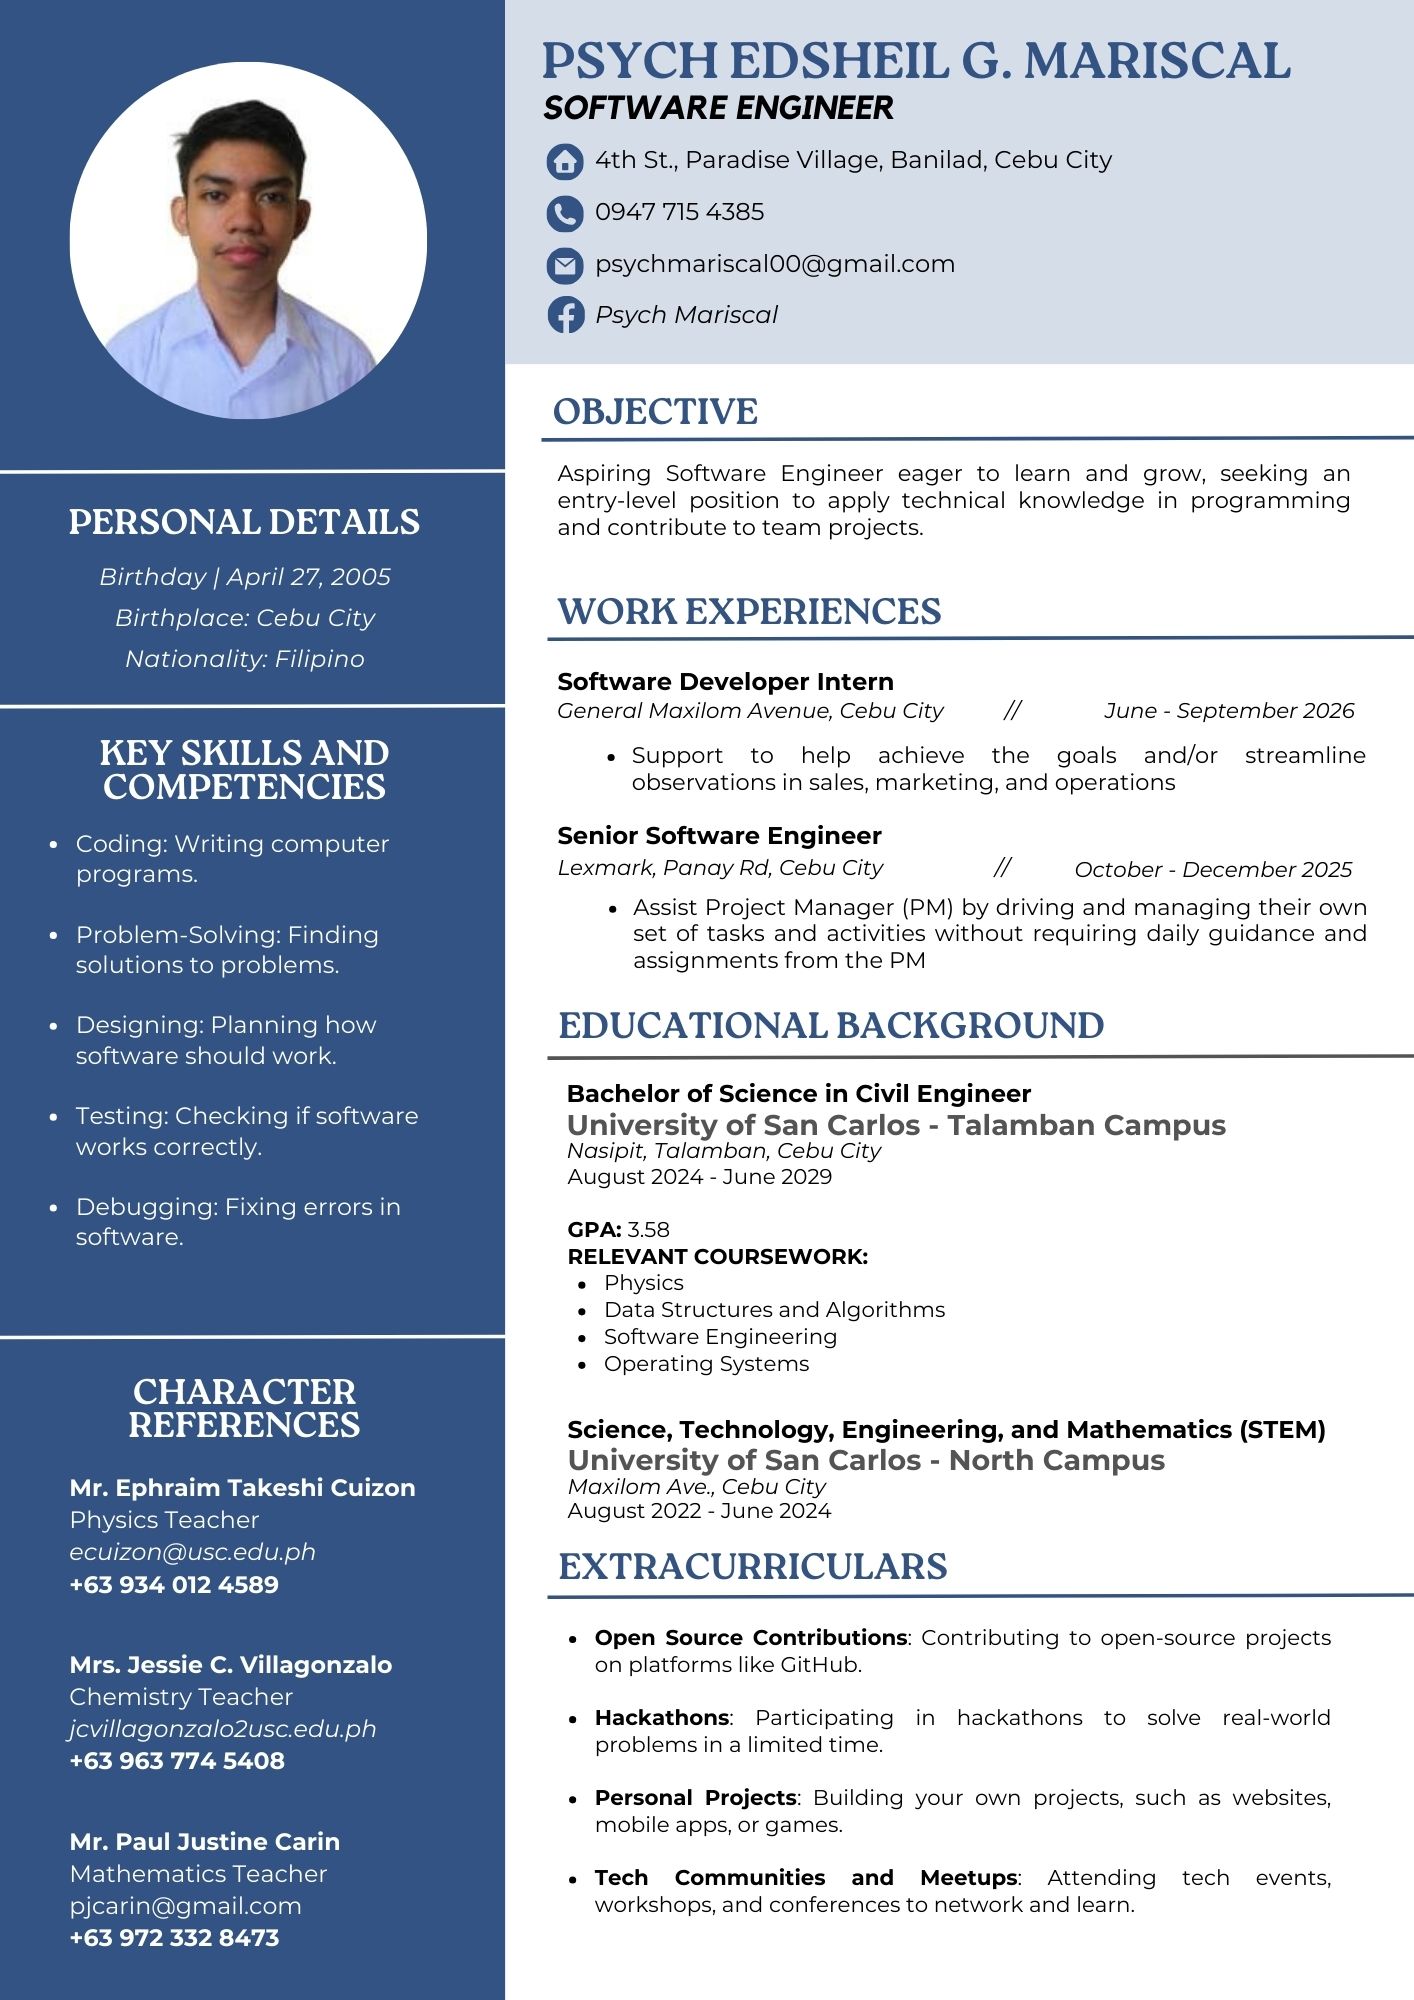 PSYCH EDSHEIL G. MARISCAL
SOFTWARE ENGINEER
4th St., Paradise Village, Banilad, Cebu City
0947 715 4385
psychmariscal00@gmail.com
Psych Mariscal
PERSONAL DETAILS
Birthday | April 27, 2005
Birthplace: Cebu City
Nationality: Filipino
KEY SKILLS AND
COMPETENCIES
• Coding: Writing computer
programs.
• Problem-Solving: Finding
solutions to problems.
• Designing: Planning how
software should work.
• Testing: Checking if software
works correctly.
• Debugging: Fixing errors in
software.
CHARACTER
REFERENCES
Mr. Ephraim Takeshi Cuizon
Physics Teacher
ecuizon@usc.edu.ph
+63 934 012 4589
Mrs. Jessie C. Villagonzalo
Chemistry Teacher
jcvillagonzalo2usc.edu.ph
+63 963 774 5408
Mr. Paul Justine Carin
Mathematics Teacher
pjcarin@gmail.com
+63 972 332 8473
OBJECTIVE
Aspiring Software Engineer eager to learn and grow, seeking an
entry-level position to apply technical knowledge in programming
and contribute to team projects.
WORK EXPERIENCES
Software Developer Intern
General Maxilom Avenue, Cebu City // June - September 2026
• Support to help achieve the goals and/or streamline
observations in sales, marketing, and operations
Senior Software Engineer
Lexmark, Panay Rd, Cebu City // October - December 2025
• Assist Project Manager (PM) by driving and managing their own
set of tasks and activities without requiring daily guidance and
assignments from the PM
EDUCATIONAL BACKGROUND
Bachelor of Science in Civil Engineer
University of San Carlos - Talamban Campus
Nasipit, Talamban, Cebu City
August 2024 - June 2029
GPA: 3.58
RELEVANT COURSEWORK:
• Physics
• Data Structures and Algorithms
• Software Engineering
• Operating Systems
Science, Technology, Engineering, and Mathematics (STEM)
University of San Carlos - North Campus
Maxilom Ave., Cebu City
August 2022 - June 2024
EXTRACURRICULARS
• Open Source Contributions: Contributing to open-source projects
on platforms like GitHub.
• Hackathons: Participating in hackathons to solve real-world
problems in a limited time.
• Personal Projects: Building your own projects, such as websites,
mobile apps, or games.
• Tech Communities and Meetups: Attending tech events,
workshops, and conferences to network and learn.